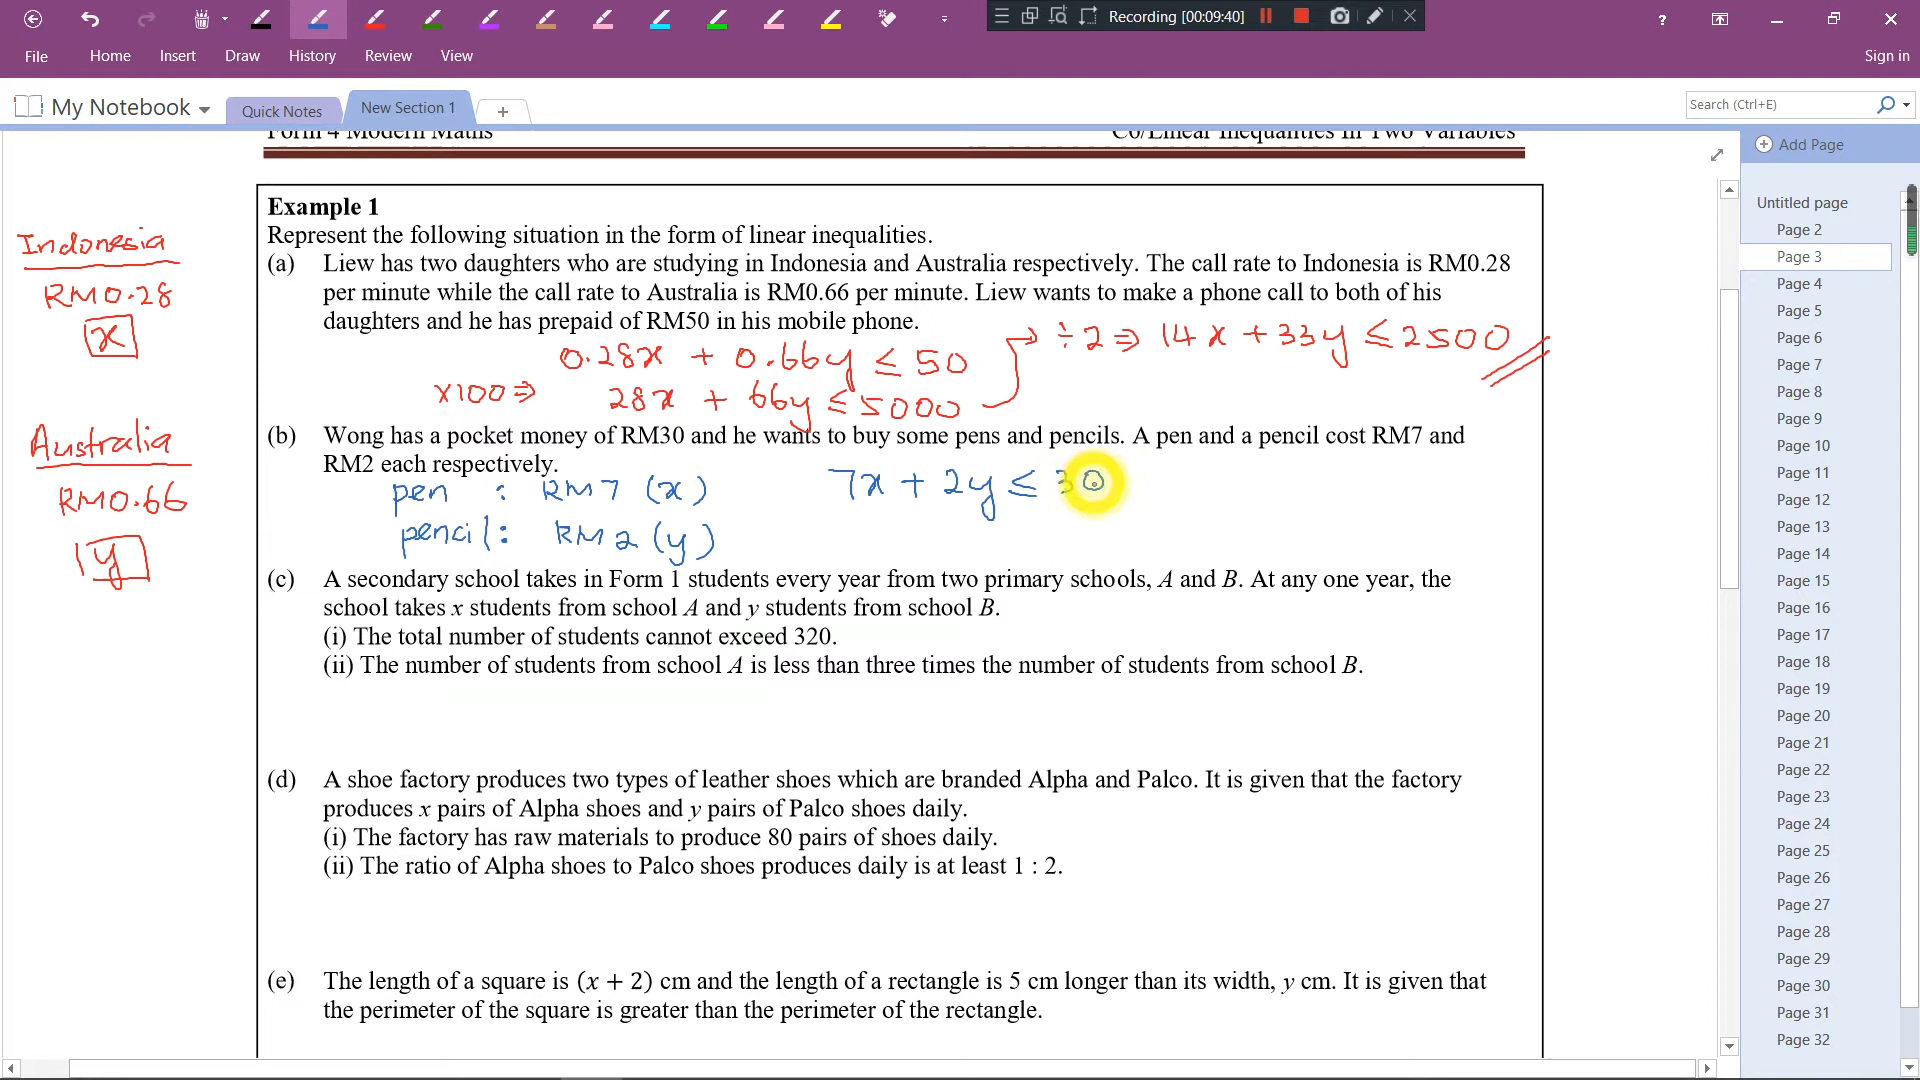 Recording [00:09:40]
?
File Home Insert Draw History Review View
Sign in
My Notebook
Quick Notes
New Section 1
+
Search (Ctrl+E)
Form 4 Modern Maths
C6/Linear Inequalities In Two Variables
Add Page
Untitled page
Page 2
Page 3
Page 4
Page 5
Page 6
Page 7
Page 8
Page 9
Page 10
Page 11
Page 12
Page 13
Page 14
Page 15
Page 16
Page 17
Page 18
Page 19
Page 20
Page 21
Page 22
Page 23
Page 24
Page 25
Page 26
Page 27
Page 28
Page 29
Page 30
Page 31
Page 32
Indonesia
RM0.28
x
Australia
RM0.66
y
Example 1
Represent the following situation in the form of linear inequalities.
(a) Liew has two daughters who are studying in Indonesia and Australia respectively. The call rate to Indonesia is RM0.28
per minute while the call rate to Australia is RM0.66 per minute. Liew wants to make a phone call to both of his
daughters and he has prepaid of RM50 in his mobile phone.
0.28x + 0.66y ≤ 50
x100 ⇒ 28x + 66y ≤ 5000
÷2 ⇒ 14x + 33y ≤ 2500
(b) Wong has a pocket money of RM30 and he wants to buy some pens and pencils. A pen and a pencil cost RM7 and
RM2 each respectively.
pen : RM7 (x)
pencil : RM2 (y)
7x + 2y ≤ 30
(c) A secondary school takes in Form 1 students every year from two primary schools, A and B. At any one year, the
school takes x students from school A and y students from school B.
(i) The total number of students cannot exceed 320.
(ii) The number of students from school A is less than three times the number of students from school B.
(d) A shoe factory produces two types of leather shoes which are branded Alpha and Palco. It is given that the factory
produces x pairs of Alpha shoes and y pairs of Palco shoes daily.
(i) The factory has raw materials to produce 80 pairs of shoes daily.
(ii) The ratio of Alpha shoes to Palco shoes produces daily is at least 1 : 2.
(e) The length of a square is (x + 2) cm and the length of a rectangle is 5 cm longer than its width, y cm. It is given that
the perimeter of the square is greater than the perimeter of the rectangle.